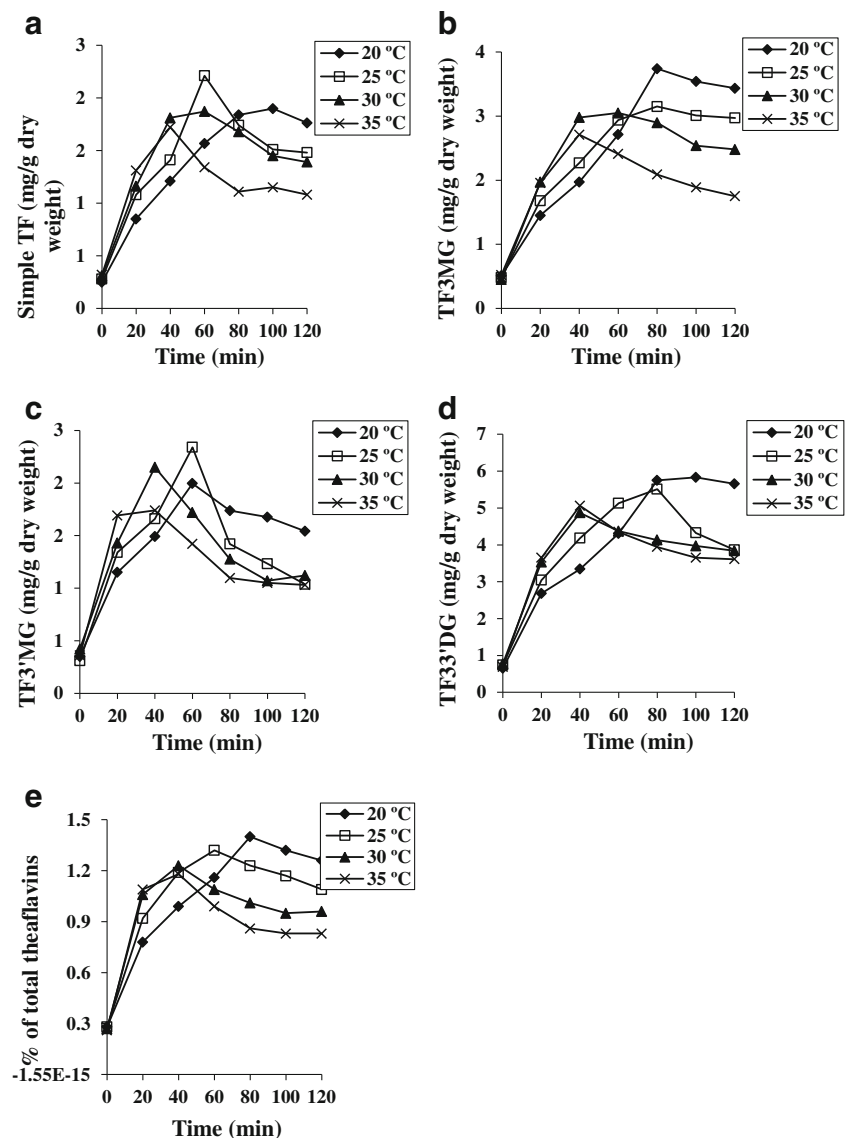 a
Simple TF (mg/g dry
weight)
3
2
2
1
1
0
0 20 40 60 80 100 120
Time (min)
20 ºC
25 ºC
30 ºC
35 ºC
b
TF3MG (mg/g dry weight)
4
3
2
1
0
0 20 40 60 80 100 120
Time (min)
20 ºC
25 ºC
30 ºC
35 ºC
c
TF3'MG (mg/g dry weight)
3
2
2
1
1
0
0 20 40 60 80 100 120
Time (min)
20 ºC
25 ºC
30 ºC
35 ºC
d
TF33'DG (mg/g dry weight)
7
6
5
4
3
2
1
0
0 20 40 60 80 100 120
Time (min)
20 ºC
25 ºC
30 ºC
35 ºC
e
% of total theaflavins
1.5
1.2
0.9
0.6
0.3
-1.55E-15
0 20 40 60 80 100 120
Time (min)
20 ºC
25 ºC
30 ºC
35 ºC